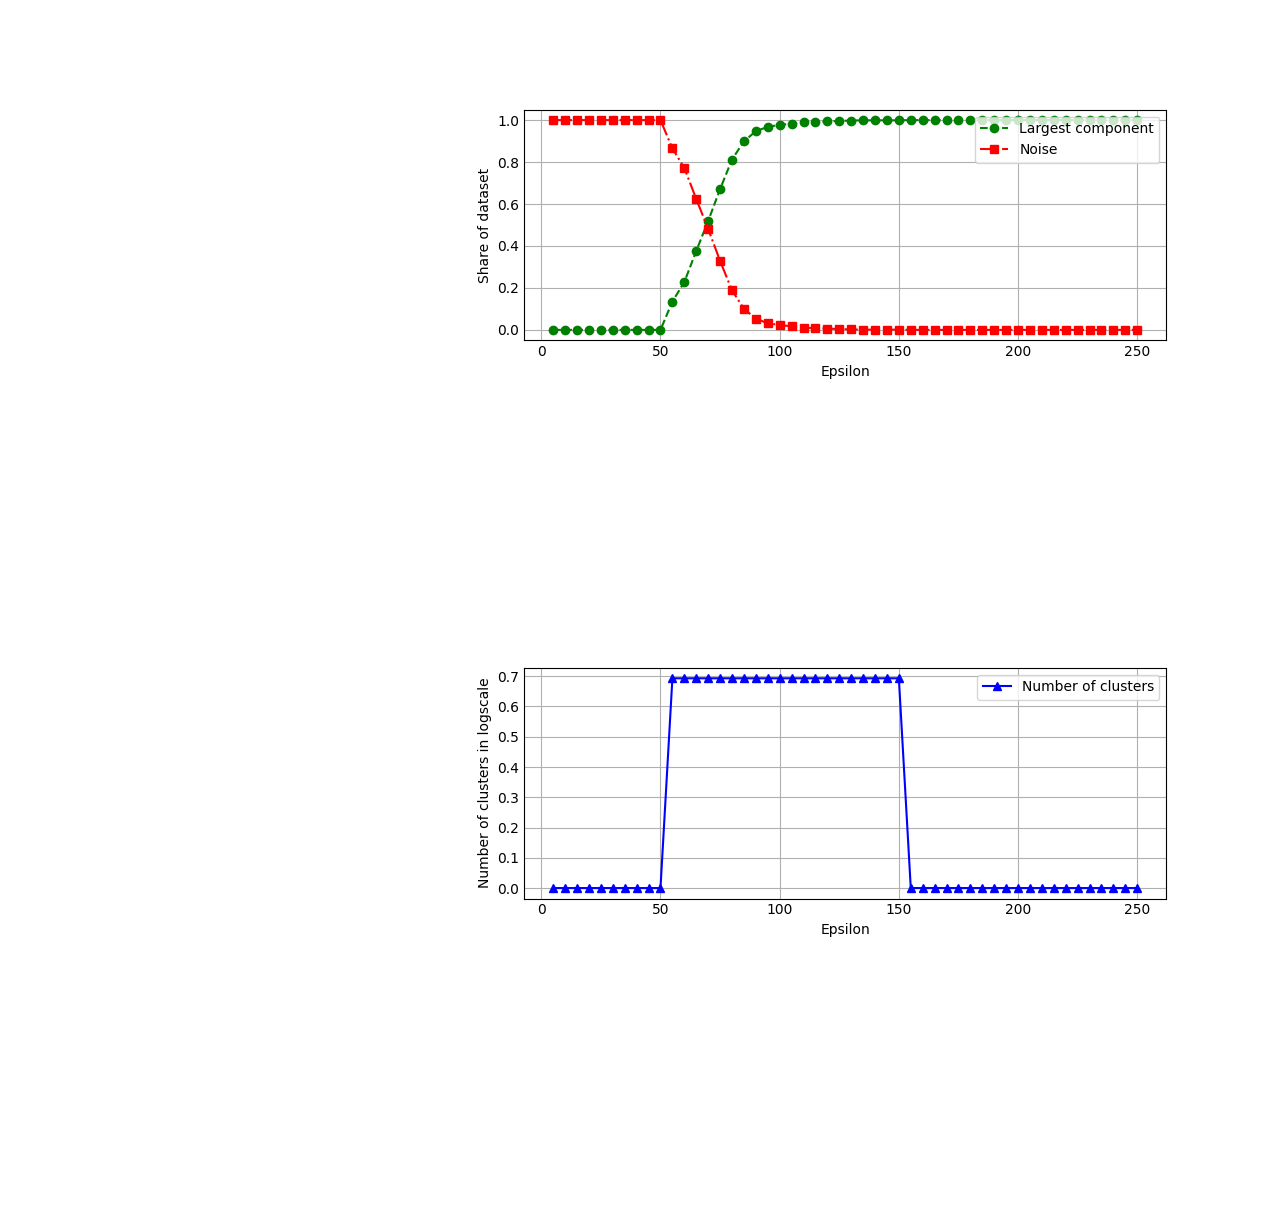 Share of dataset
1.0
0.8
0.6
0.4
0.2
0.0
Largest component
Noise
0 50 100 150 200 250
Epsilon
Number of clusters in logscale
0.7
0.6
0.5
0.4
0.3
0.2
0.1
0.0
Number of clusters
0 50 100 150 200 250
Epsilon